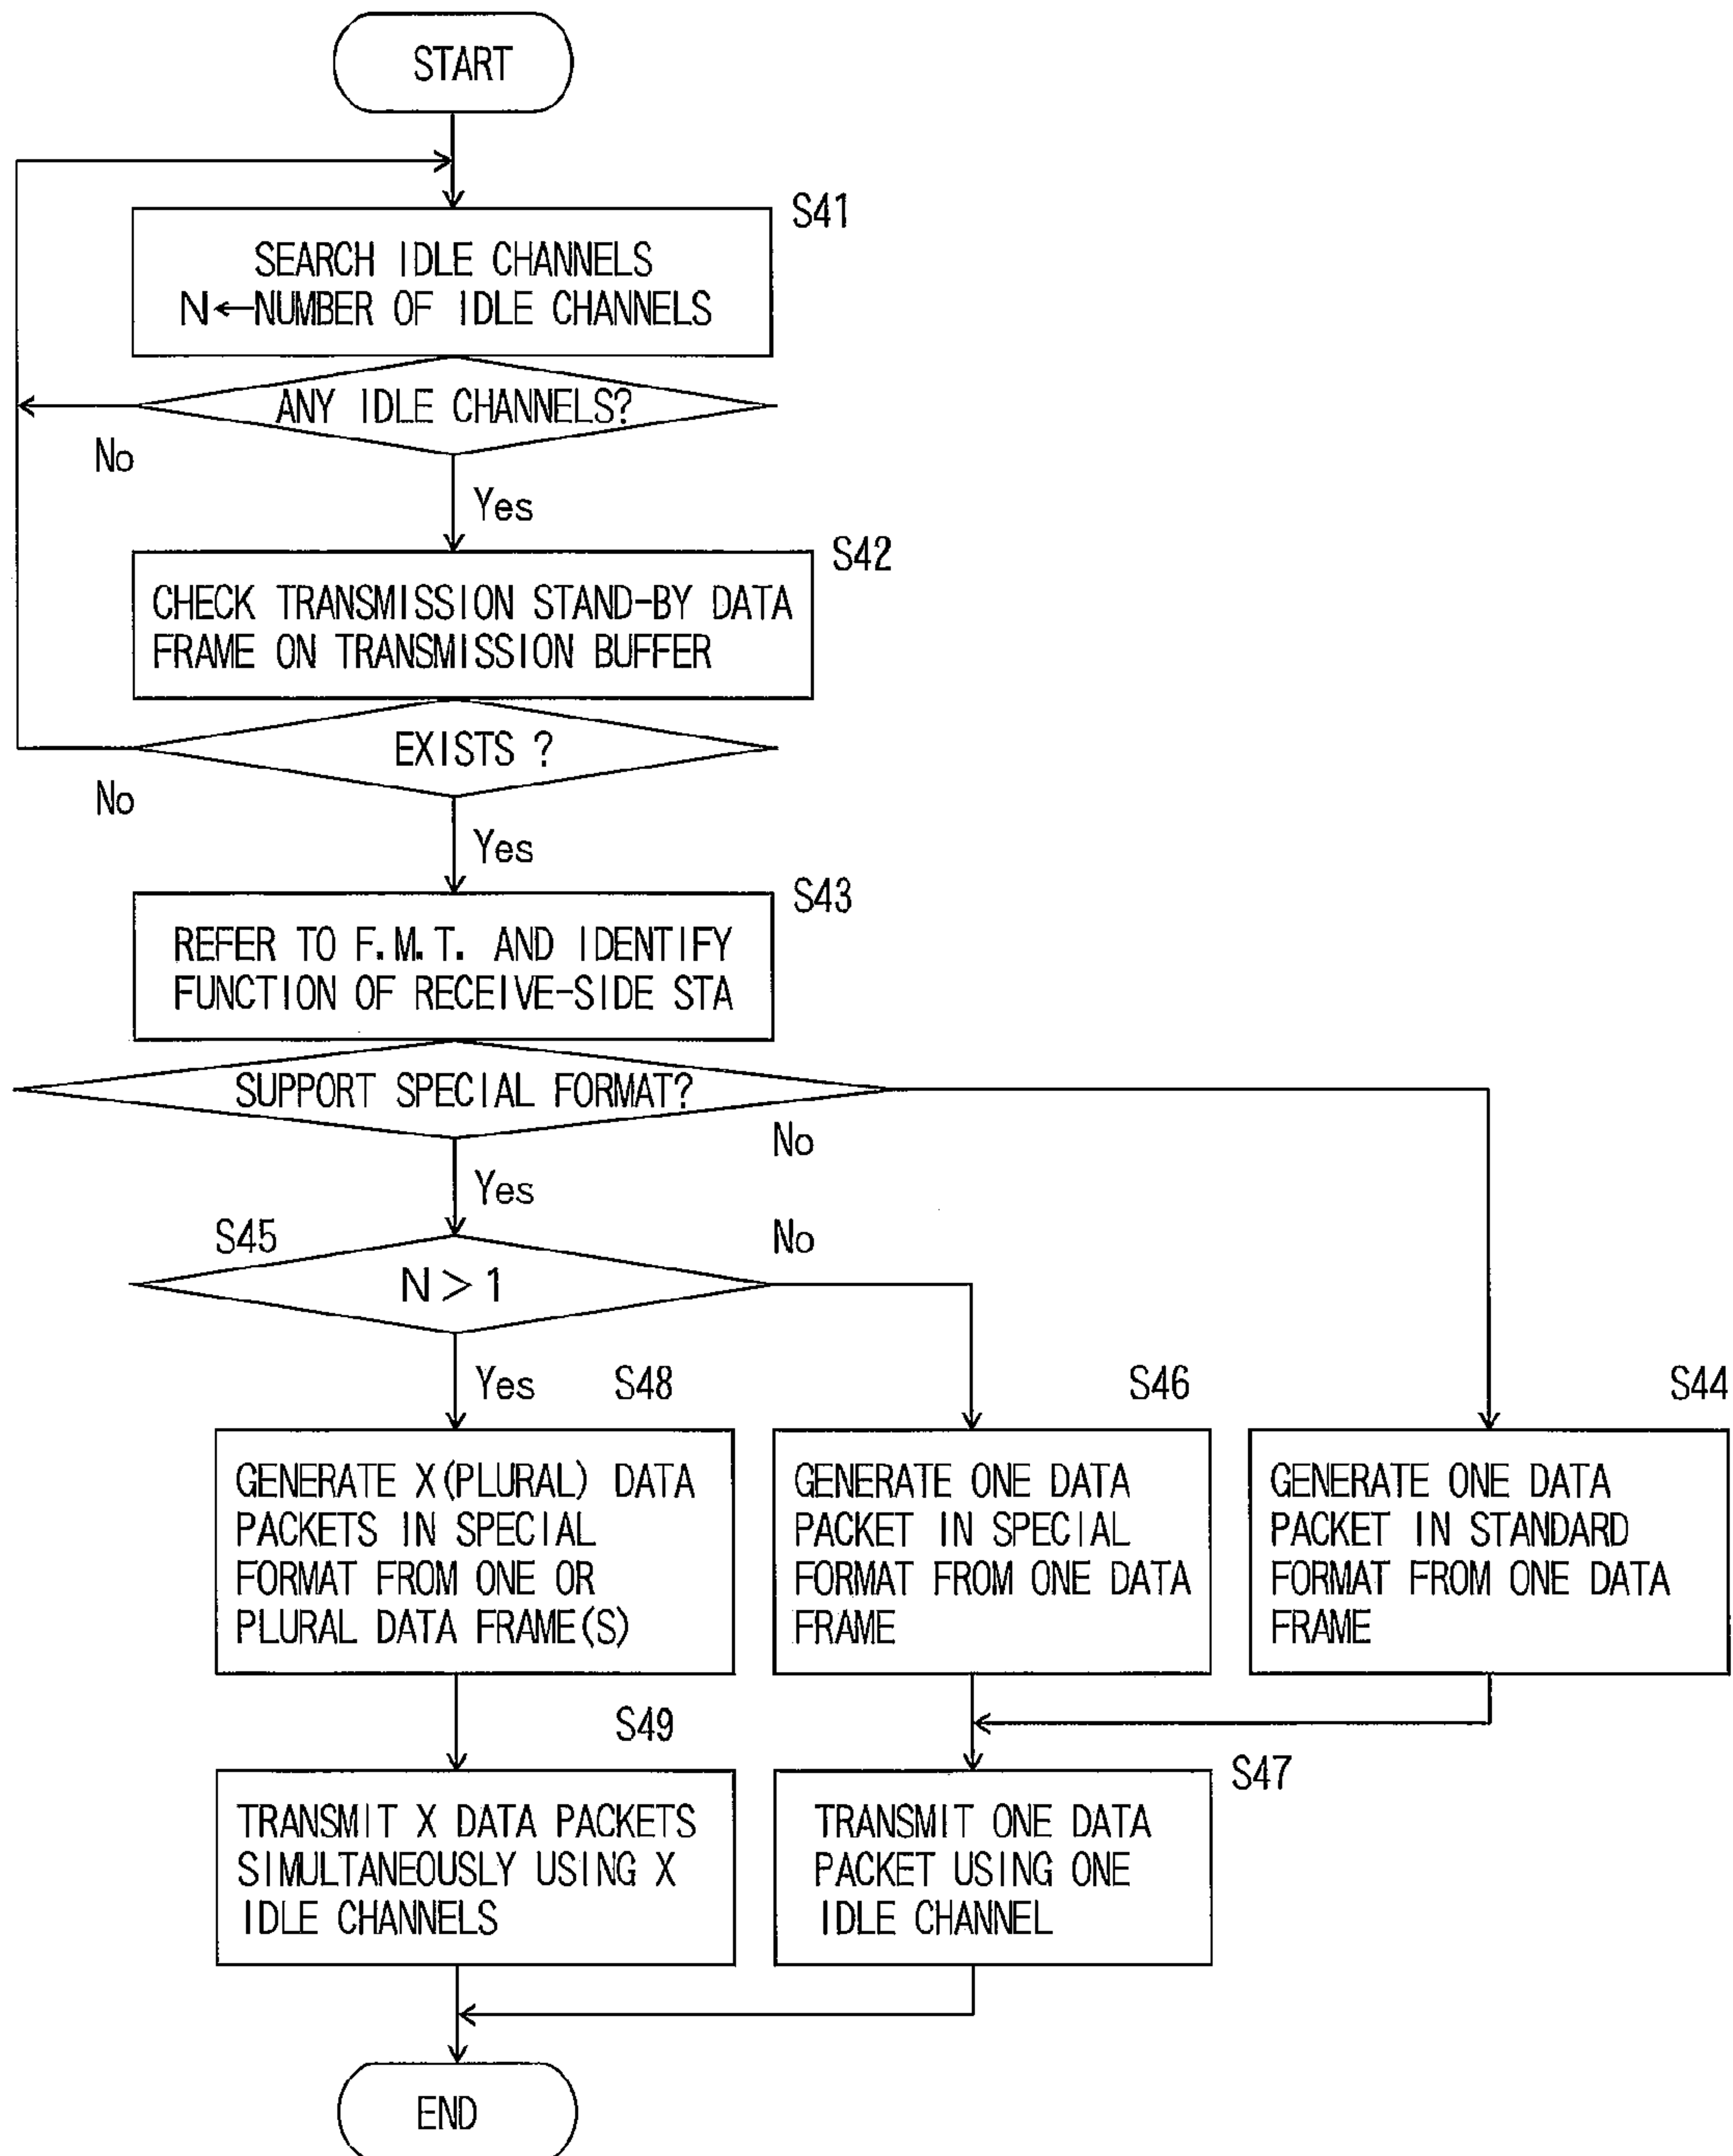 START
S41
SEARCH IDLE CHANNELS
N←NUMBER OF IDLE CHANNELS
ANY IDLE CHANNELS?
No
Yes
S42
CHECK TRANSMISSION STAND-BY DATA
FRAME ON TRANSMISSION BUFFER
EXISTS ?
No
Yes
S43
REFER TO F.M.T. AND IDENTIFY
FUNCTION OF RECEIVE-SIDE STA
SUPPORT SPECIAL FORMAT?
No
Yes
S45
No
N > 1
Yes
S48
GENERATE X(PLURAL) DATA
PACKETS IN SPECIAL
FORMAT FROM ONE OR
PLURAL DATA FRAME(S)
S46
GENERATE ONE DATA
PACKET IN SPECIAL
FORMAT FROM ONE DATA
FRAME
S44
GENERATE ONE DATA
PACKET IN STANDARD
FORMAT FROM ONE DATA
FRAME
S49
TRANSMIT X DATA PACKETS
SIMULTANEOUSLY USING X
IDLE CHANNELS
S47
TRANSMIT ONE DATA
PACKET USING ONE
IDLE CHANNEL
END